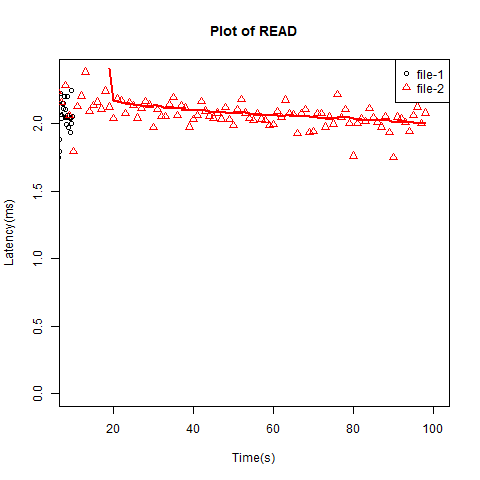 Plot of READ
file-1
file-2
Latency(ms)
2.0
1.5
1.0
0.5
0.0
20 40 60 80 100
Time(s)